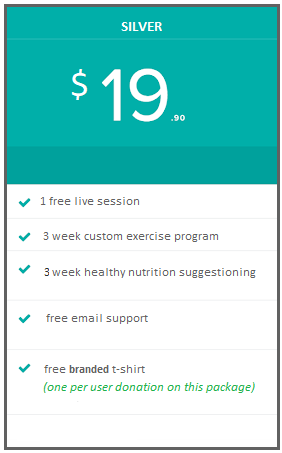 SILVER
$ 19.90
1 free live session
3 week custom exercise program
3 week healthy nutrition suggestioning
free email support
free branded t-shirt
(one per user donation on this package)